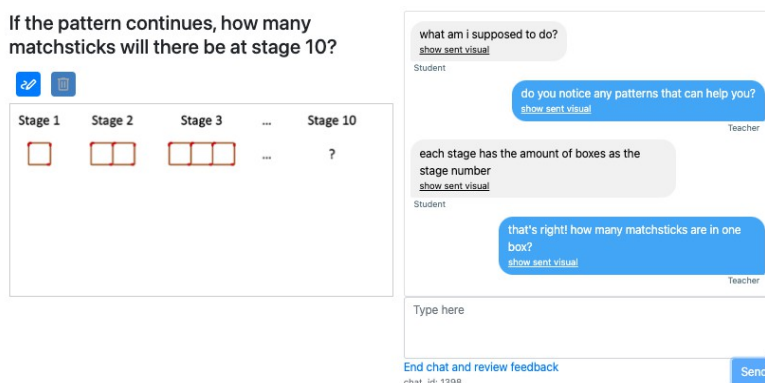 If the pattern continues, how many
matchsticks will there be at stage 10?
Stage 1 Stage 2 Stage 3 ... Stage 10
... ?
what am i supposed to do?
show sent visual
Student
do you notice any patterns that can help you?
show sent visual
Teacher
each stage has the amount of boxes as the
stage number
show sent visual
Student
that's right! how many matchsticks are in one
box?
show sent visual
Teacher
Type here
End chat and review feedback
Send
chat_id: 1398